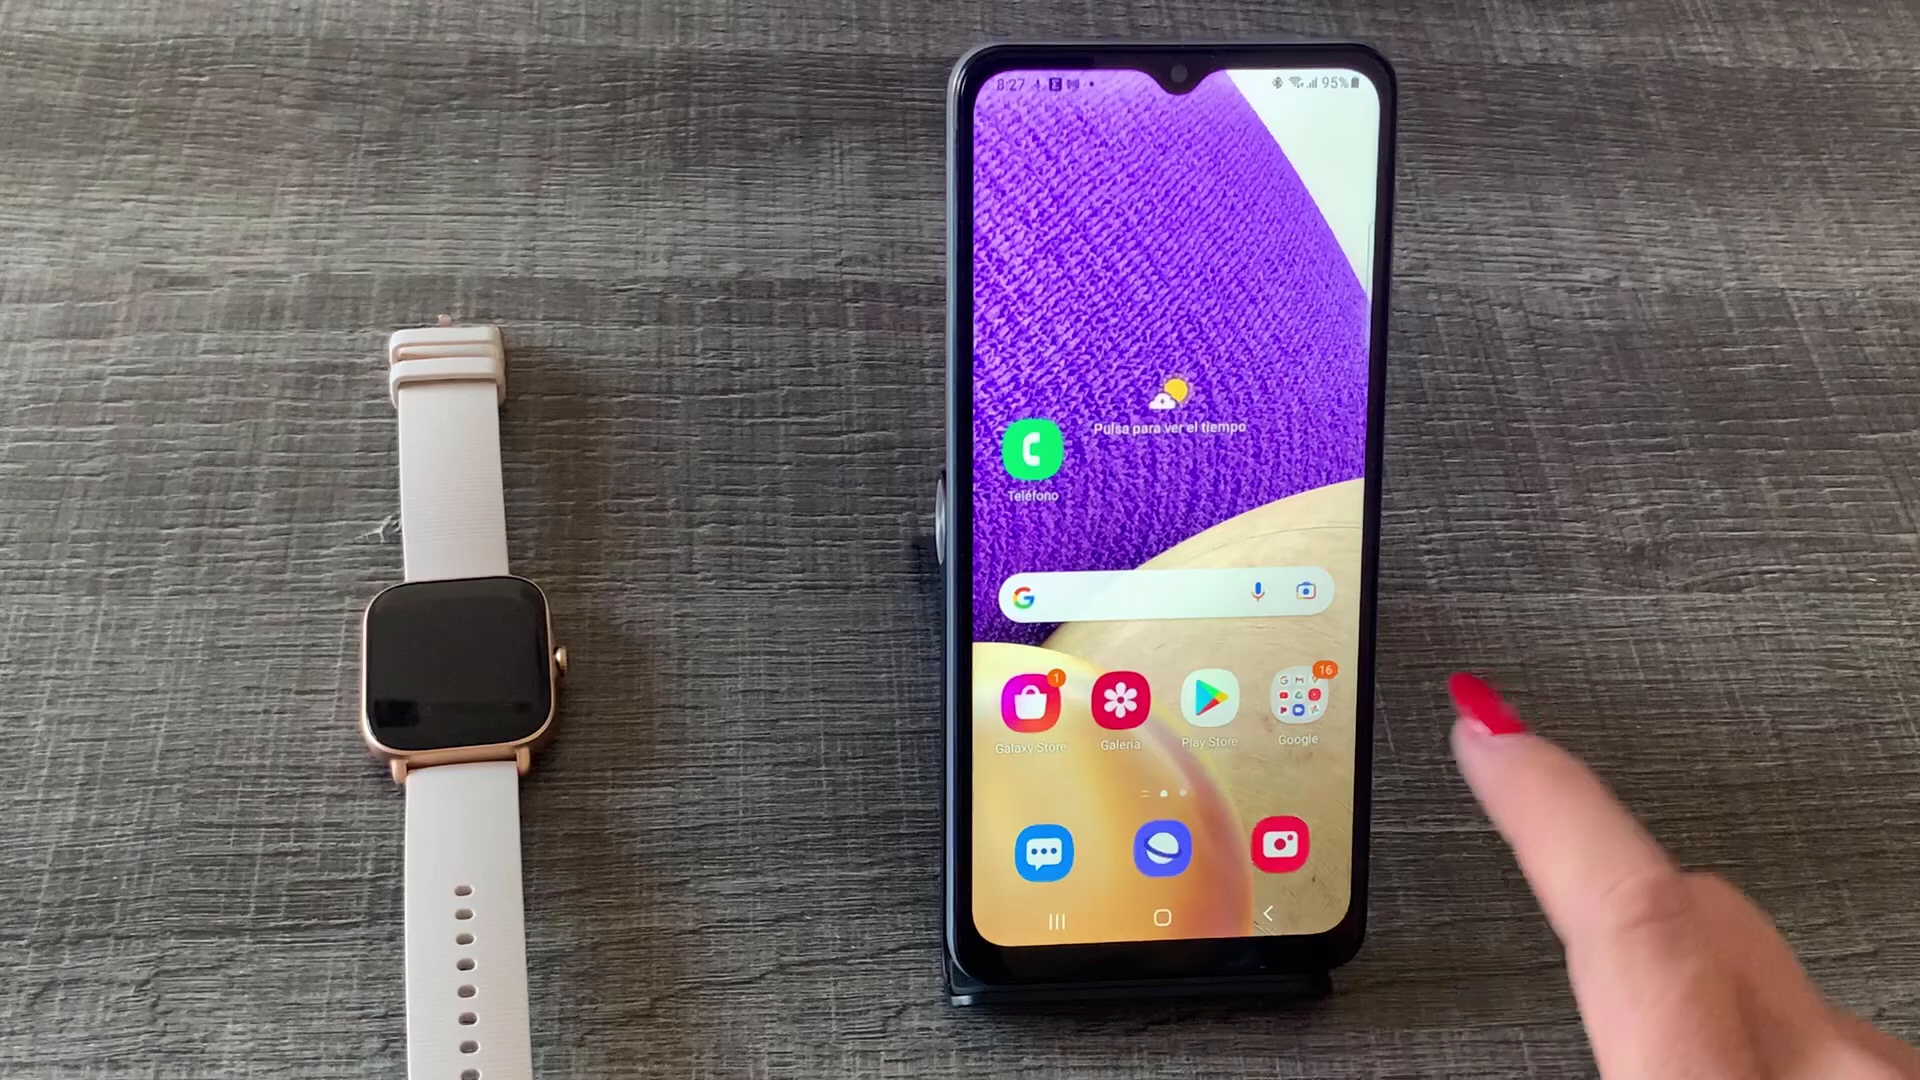 8:27 95%
Pulsa para ver el tiempo
Teléfono
G
1
16
Galaxy Store Galería Play Store Google